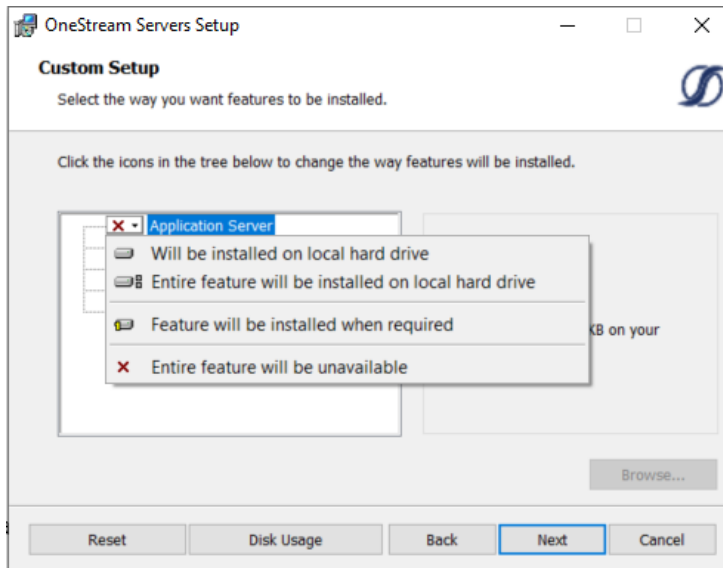 OneStream Servers Setup
Custom Setup
Select the way you want features to be installed.
Click the icons in the tree below to change the way features will be installed.
Application Server
Will be installed on local hard drive
Entire feature will be installed on local hard drive
Feature will be installed when required
KB on your
Entire feature will be unavailable
Browse...
Reset
Disk Usage
Back
Next
Cancel